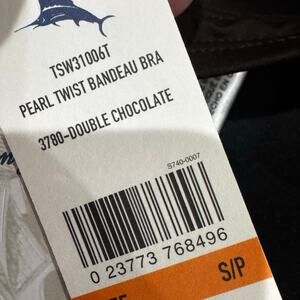 TSW31006T
PEARL TWIST BANDEAU BRA
3780-DOUBLE CHOCOLATE
S740-0007
0 23773 768496
S/P